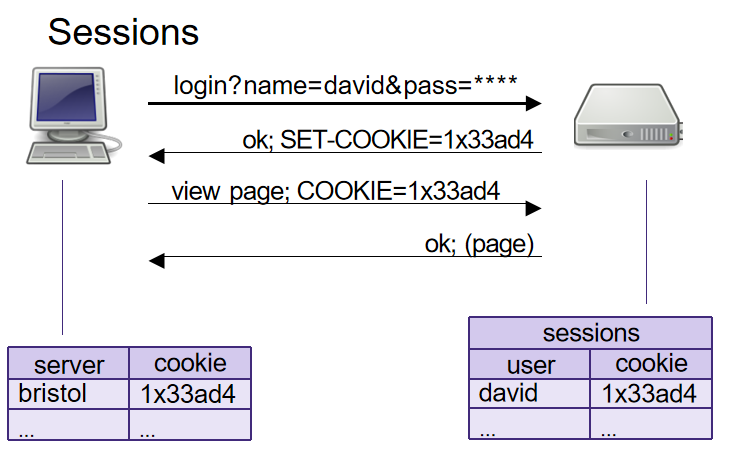 Sessions
login?name=david&pass=****
ok; SET-COOKIE=1x33ad4
view page; COOKIE=1x33ad4
ok; (page)
server cookie
bristol 1x33ad4
... ...
sessions
user cookie
david 1x33ad4
... ...